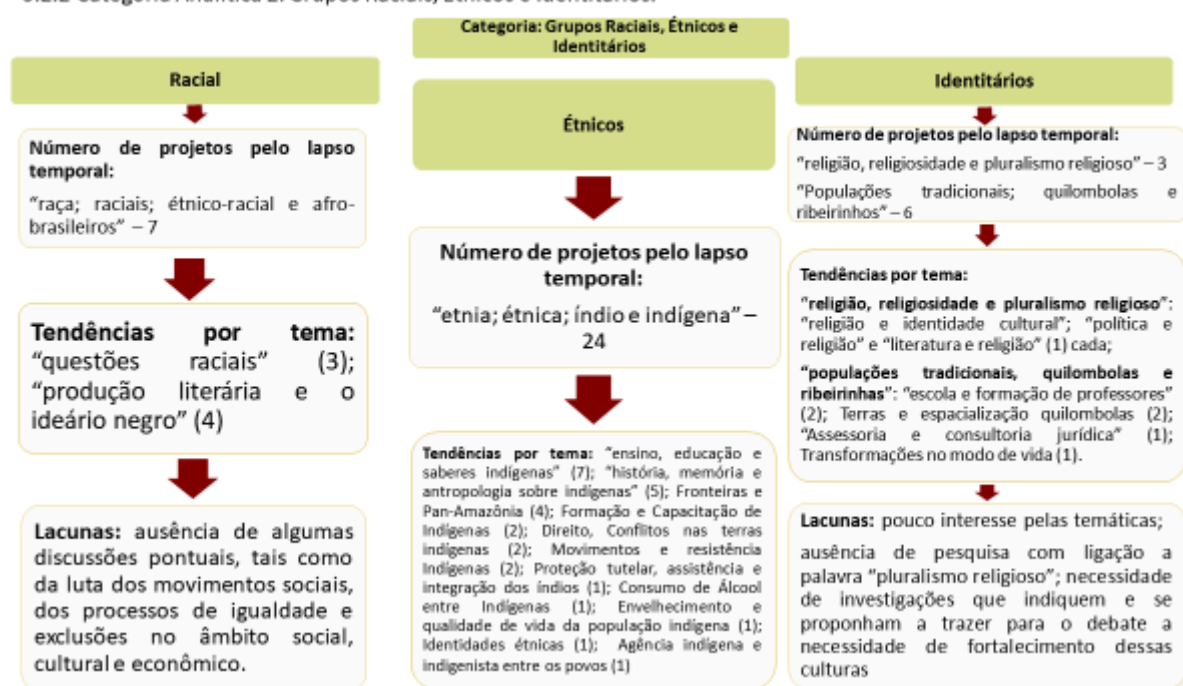 5.2.2 Categoria Analítica 2: Grupos Raciais, Étnicos e Identitários.
Categoria: Grupos Raciais, Étnicos e
Identitários
Racial
Número de projetos pelo lapso
temporal:
"raça; raciais; étnico-racial e afro-
brasileiros" – 7
Tendências por tema:
"questões raciais" (3);
"produção literária e o
ideário negro" (4)
Lacunas: ausência de algumas
discussões pontuais, tais como
da luta dos movimentos sociais,
dos processos de igualdade e
exclusões no âmbito social,
cultural e econômico.
Étnicos
Número de projetos pelo lapso
temporal:
"etnia; étnica; índio e indígena" –
24
Tendências por tema: "ensino, educação e
saberes indígenas" (7); "história, memória e
antropologia sobre indígenas" (5); Fronteiras e
Pan-Amazônia (4); Formação e Capacitação de
Indígenas (2); Direito, Conflitos nas terras
indígenas (2); Movimentos e resistência
Indígenas (2); Proteção tutelar, assistência e
integração dos índios (1); Consumo de Álcool
entre Indígenas (1); Envelhecimento e
qualidade de vida da população indígena (1);
Identidades étnicas (1); Agência indígena e
indigenista entre os povos (1)
Identitários
Número de projetos pelo lapso temporal:
"religião, religiosidade e pluralismo religioso" – 3
"Populações tradicionais; quilombolas e
ribeirinhos" – 6
Tendências por tema:
"religião, religiosidade e pluralismo religioso":
"religião e identidade cultural"; "política e
religião" e "literatura e religião" (1) cada;
"populações tradicionais, quilombolas e
ribeirinhas": "escola e formação de professores"
(2); Terras e espacialização quilombolas (2);
"Assessoria e consultoria jurídica" (1);
Transformações no modo de vida (1).
Lacunas: pouco interesse pelas temáticas;
ausência de pesquisa com ligação a
palavra "pluralismo religioso"; necessidade
de investigações que indiquem e se
proponham a trazer para o debate a
necessidade de fortalecimento dessas
culturas